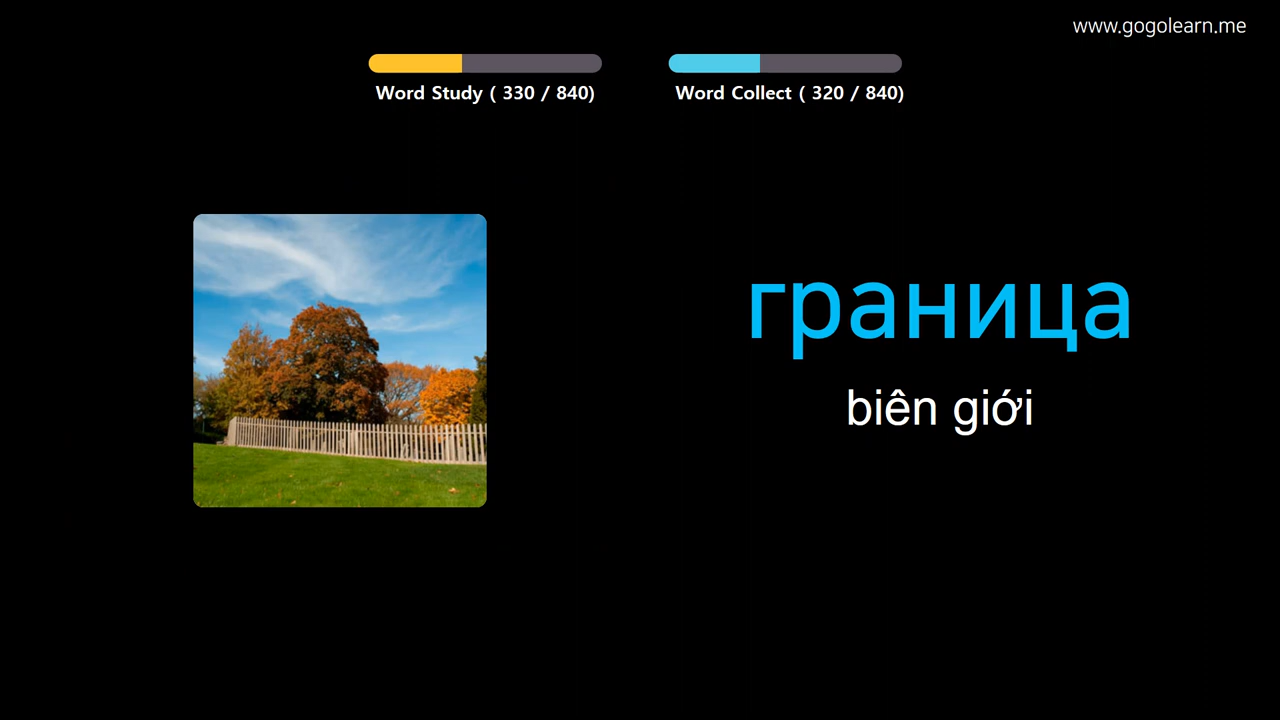 www.gogolearn.me
Word Study ( 330 / 840)
Word Collect ( 320 / 840)
граница
biên giới